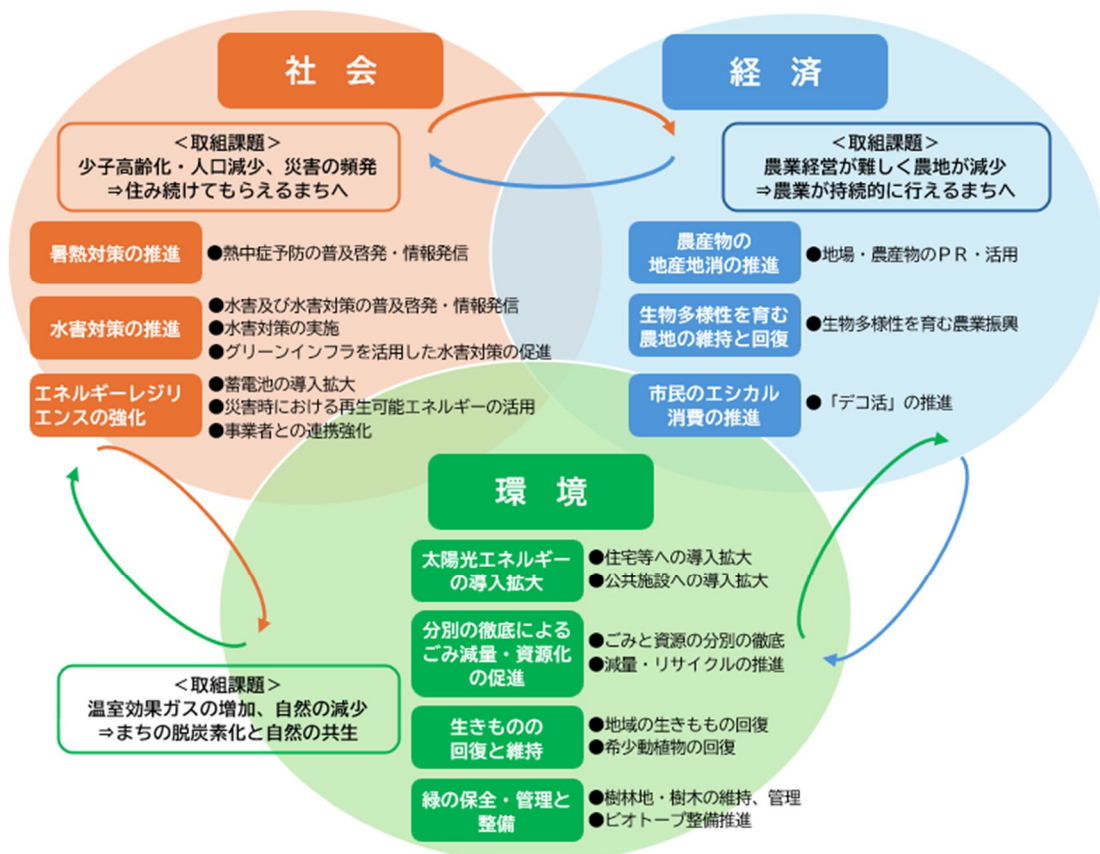 社 会
＜取組課題＞
少子高齢化・人口減少、災害の頻発
⇒住み続けてもらえるまちへ
暑熱対策の推進
●熱中症予防の普及啓発・情報発信
水害対策の推進
●水害及び水害対策の普及啓発・情報発信
●水害対策の実施
●グリーンインフラを活用した水害対策の促進
エネルギーレジリ
エンスの強化
●蓄電池の導入拡大
●災害時における再生可能エネルギーの活用
●事業者との連携強化
経 済
＜取組課題＞
農業経営が難しく農地が減少
⇒農業が持続的に行えるまちへ
農産物の
地産地消の推進
●地場・農産物のＰＲ・活用
生物多様性を育む
農地の維持と回復
●生物多様性を育む農業振興
市民のエシカル
消費の推進
●「デコ活」の推進
環 境
太陽光エネルギー
の導入拡大
●住宅等への導入拡大
●公共施設への導入拡大
分別の徹底による
ごみ減量・資源化
の促進
●ごみと資源の分別の徹底
●減量・リサイクルの推進
＜取組課題＞
温室効果ガスの増加、自然の減少
⇒まちの脱炭素化と自然の共生
生きものの
回復と維持
●地域の生きももの回復
●希少動植物の回復
緑の保全・管理と
整備
●樹林地・樹木の維持、管理
●ビオトープ整備推進